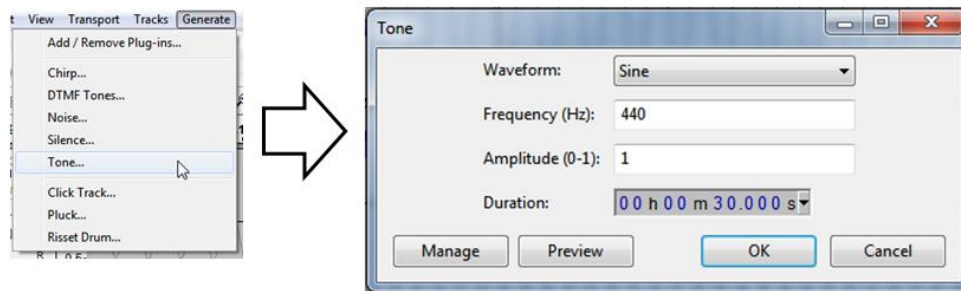 View Transport Tracks Generate
Add / Remove Plug-ins...
Chirp...
DTMF Tones...
Noise...
Silence...
Tone...
Click Track...
Pluck...
Risset Drum...
Tone
Waveform: Sine
Frequency (Hz): 440
Amplitude (0-1): 1
Duration: 00 h 00 m 30.000 s
Manage Preview OK Cancel